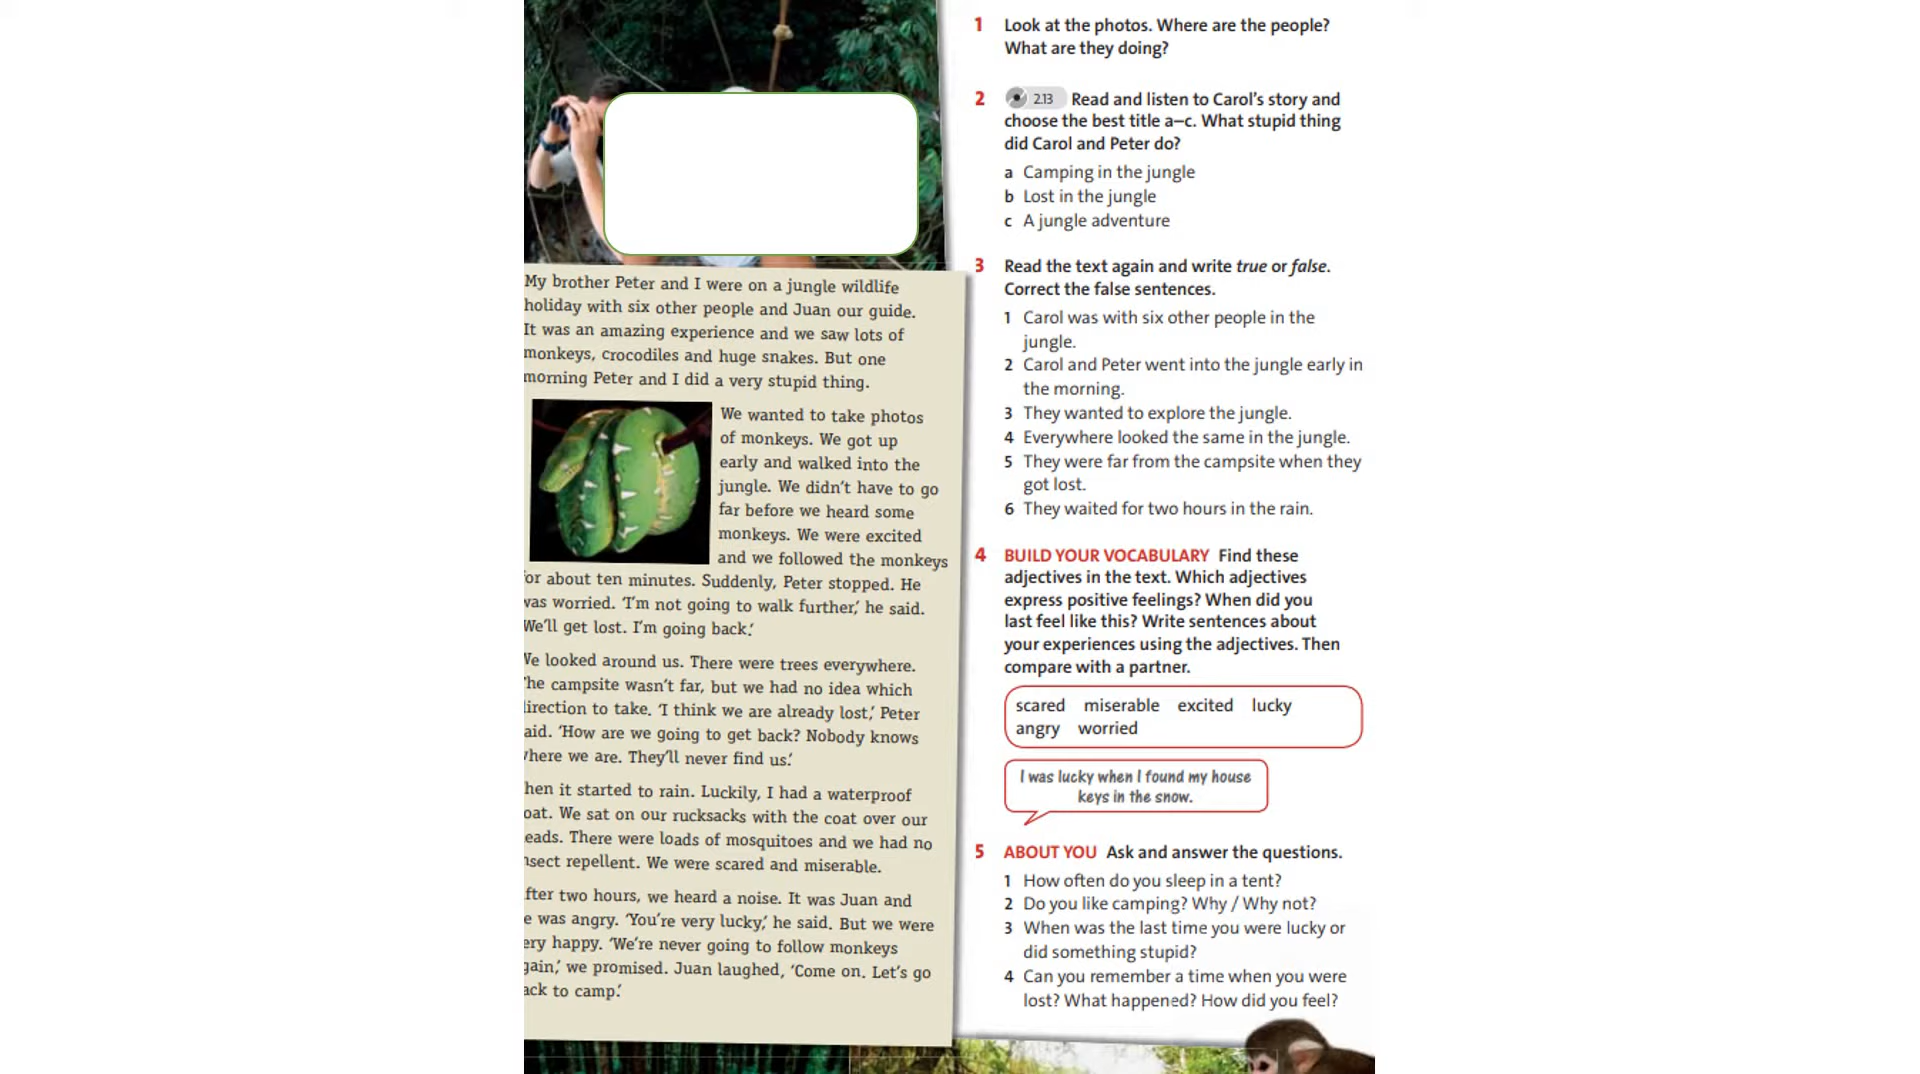 My brother Peter and I were on a jungle wildlife
holiday with six other people and Juan our guide.
It was an amazing experience and we saw lots of
monkeys, crocodiles and huge snakes. But one
morning Peter and I did a very stupid thing.
We wanted to take photos
of monkeys. We got up
early and walked into the
jungle. We didn't have to go
far before we heard some
monkeys. We were excited
and we followed the monkeys
for about ten minutes. Suddenly, Peter stopped. He
was worried. 'I'm not going to walk further,' he said.
We'll get lost. I'm going back.'
We looked around us. There were trees everywhere.
The campsite wasn't far, but we had no idea which
direction to take. 'I think we are already lost,' Peter
said. 'How are we going to get back? Nobody knows
where we are. They'll never find us.'
hen it started to rain. Luckily, I had a waterproof
oat. We sat on our rucksacks with the coat over our
eads. There were loads of mosquitoes and we had no
nsect repellent. We were scared and miserable.
fter two hours, we heard a noise. It was Juan and
e was angry. 'You're very lucky,' he said. But we were
ery happy. 'We're never going to follow monkeys
gain,' we promised. Juan laughed, 'Come on. Let's go
ack to camp.'
1 Look at the photos. Where are the people?
What are they doing?
2 2.13 Read and listen to Carol's story and
choose the best title a–c. What stupid thing
did Carol and Peter do?
a Camping in the jungle
b Lost in the jungle
c A jungle adventure
3 Read the text again and write true or false.
Correct the false sentences.
1 Carol was with six other people in the
jungle.
2 Carol and Peter went into the jungle early in
the morning.
3 They wanted to explore the jungle.
4 Everywhere looked the same in the jungle.
5 They were far from the campsite when they
got lost.
6 They waited for two hours in the rain.
4 BUILD YOUR VOCABULARY Find these
adjectives in the text. Which adjectives
express positive feelings? When did you
last feel like this? Write sentences about
your experiences using the adjectives. Then
compare with a partner.
scared miserable excited lucky
angry worried
I was lucky when I found my house
keys in the snow.
5 ABOUT YOU Ask and answer the questions.
1 How often do you sleep in a tent?
2 Do you like camping? Why / Why not?
3 When was the last time you were lucky or
did something stupid?
4 Can you remember a time when you were
lost? What happened? How did you feel?